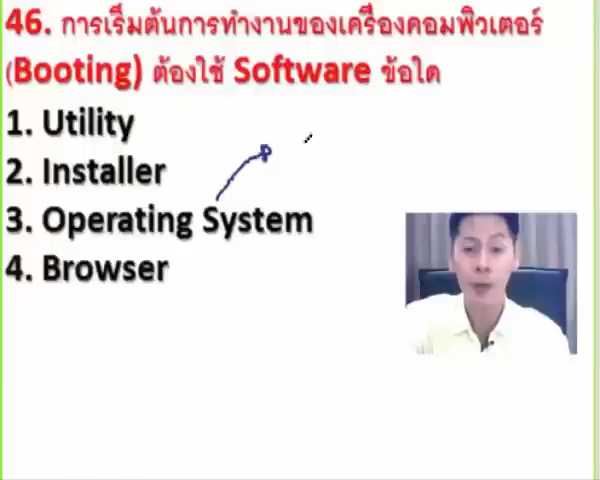 46. การเริ่มต้นการทำงานของเครื่องคอมพิวเตอร์
(Booting) ต้องใช้ Software ข้อใด
1. Utility
2. Installer
3. Operating System
4. Browser